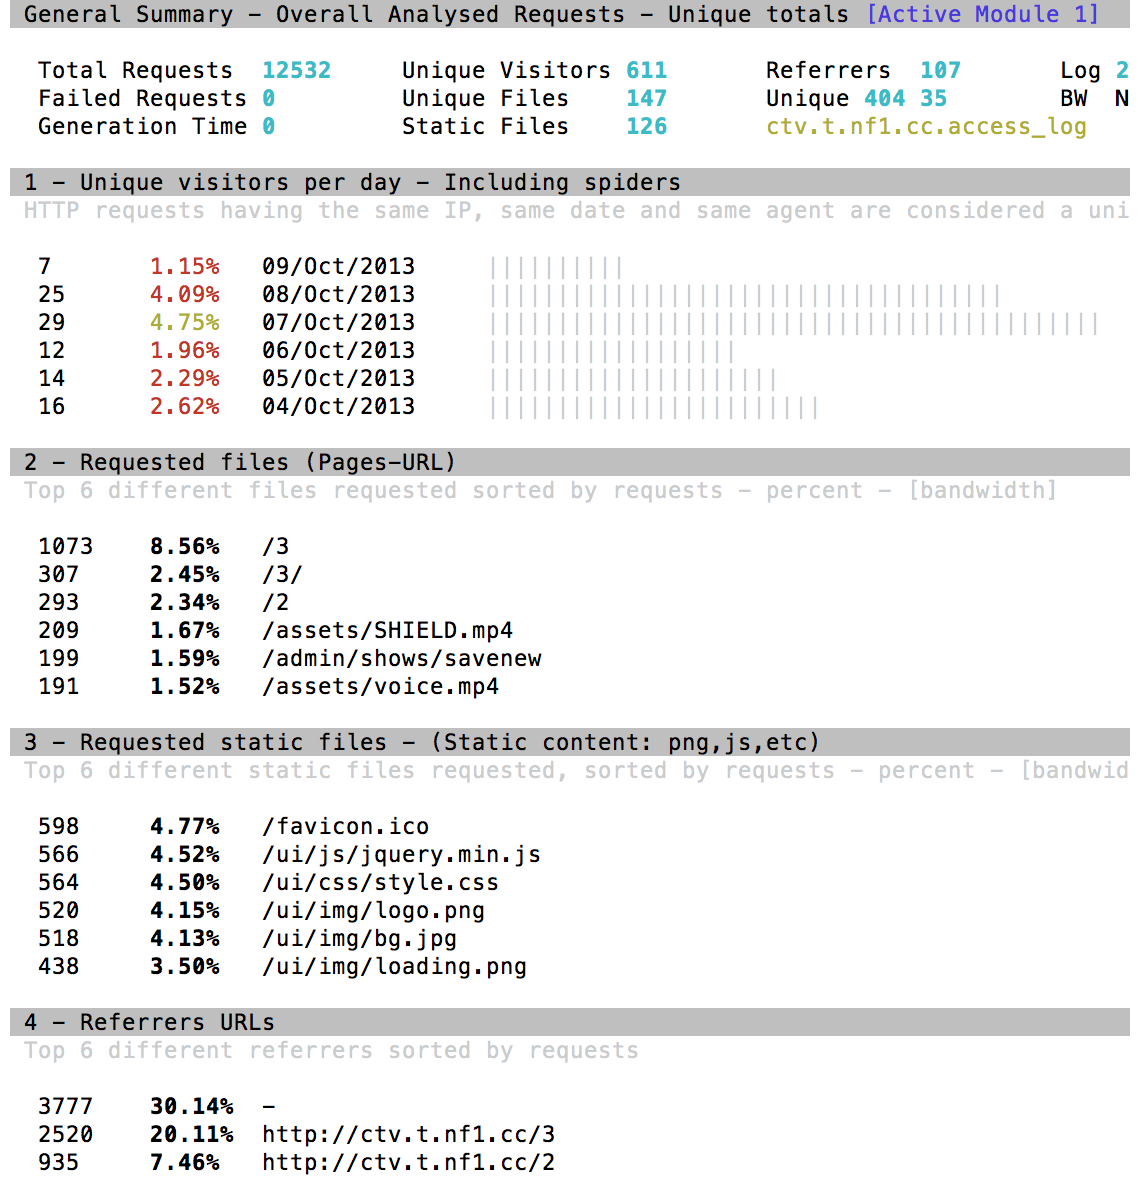 General Summary - Overall Analysed Requests - Unique totals [Active Module 1]
Total Requests 12532 Unique Visitors 611 Referrers 107 Log 2
Failed Requests 0 Unique Files 147 Unique 404 35 BW N
Generation Time 0 Static Files 126 ctv.t.nf1.cc.access_log
1 - Unique visitors per day - Including spiders
HTTP requests having the same IP, same date and same agent are considered a uni
7 1.15% 09/Oct/2013 ||||||||||
25 4.09% 08/Oct/2013 |||||||||||||||||||||||||||||||||||||
29 4.75% 07/Oct/2013 ||||||||||||||||||||||||||||||||||||||||||||
12 1.96% 06/Oct/2013 ||||||||||||||||||
14 2.29% 05/Oct/2013 |||||||||||||||||||||
16 2.62% 04/Oct/2013 ||||||||||||||||||||||||
2 - Requested files (Pages-URL)
Top 6 different files requested sorted by requests - percent - [bandwidth]
1073 8.56% /3
307 2.45% /3/
293 2.34% /2
209 1.67% /assets/SHIELD.mp4
199 1.59% /admin/shows/savenew
191 1.52% /assets/voice.mp4
3 - Requested static files - (Static content: png,js,etc)
Top 6 different static files requested, sorted by requests - percent - [bandwid
598 4.77% /favicon.ico
566 4.52% /ui/js/jquery.min.js
564 4.50% /ui/css/style.css
520 4.15% /ui/img/logo.png
518 4.13% /ui/img/bg.jpg
438 3.50% /ui/img/loading.png
4 - Referrers URLs
Top 6 different referrers sorted by requests
3777 30.14% -
2520 20.11% http://ctv.t.nf1.cc/3
935 7.46% http://ctv.t.nf1.cc/2